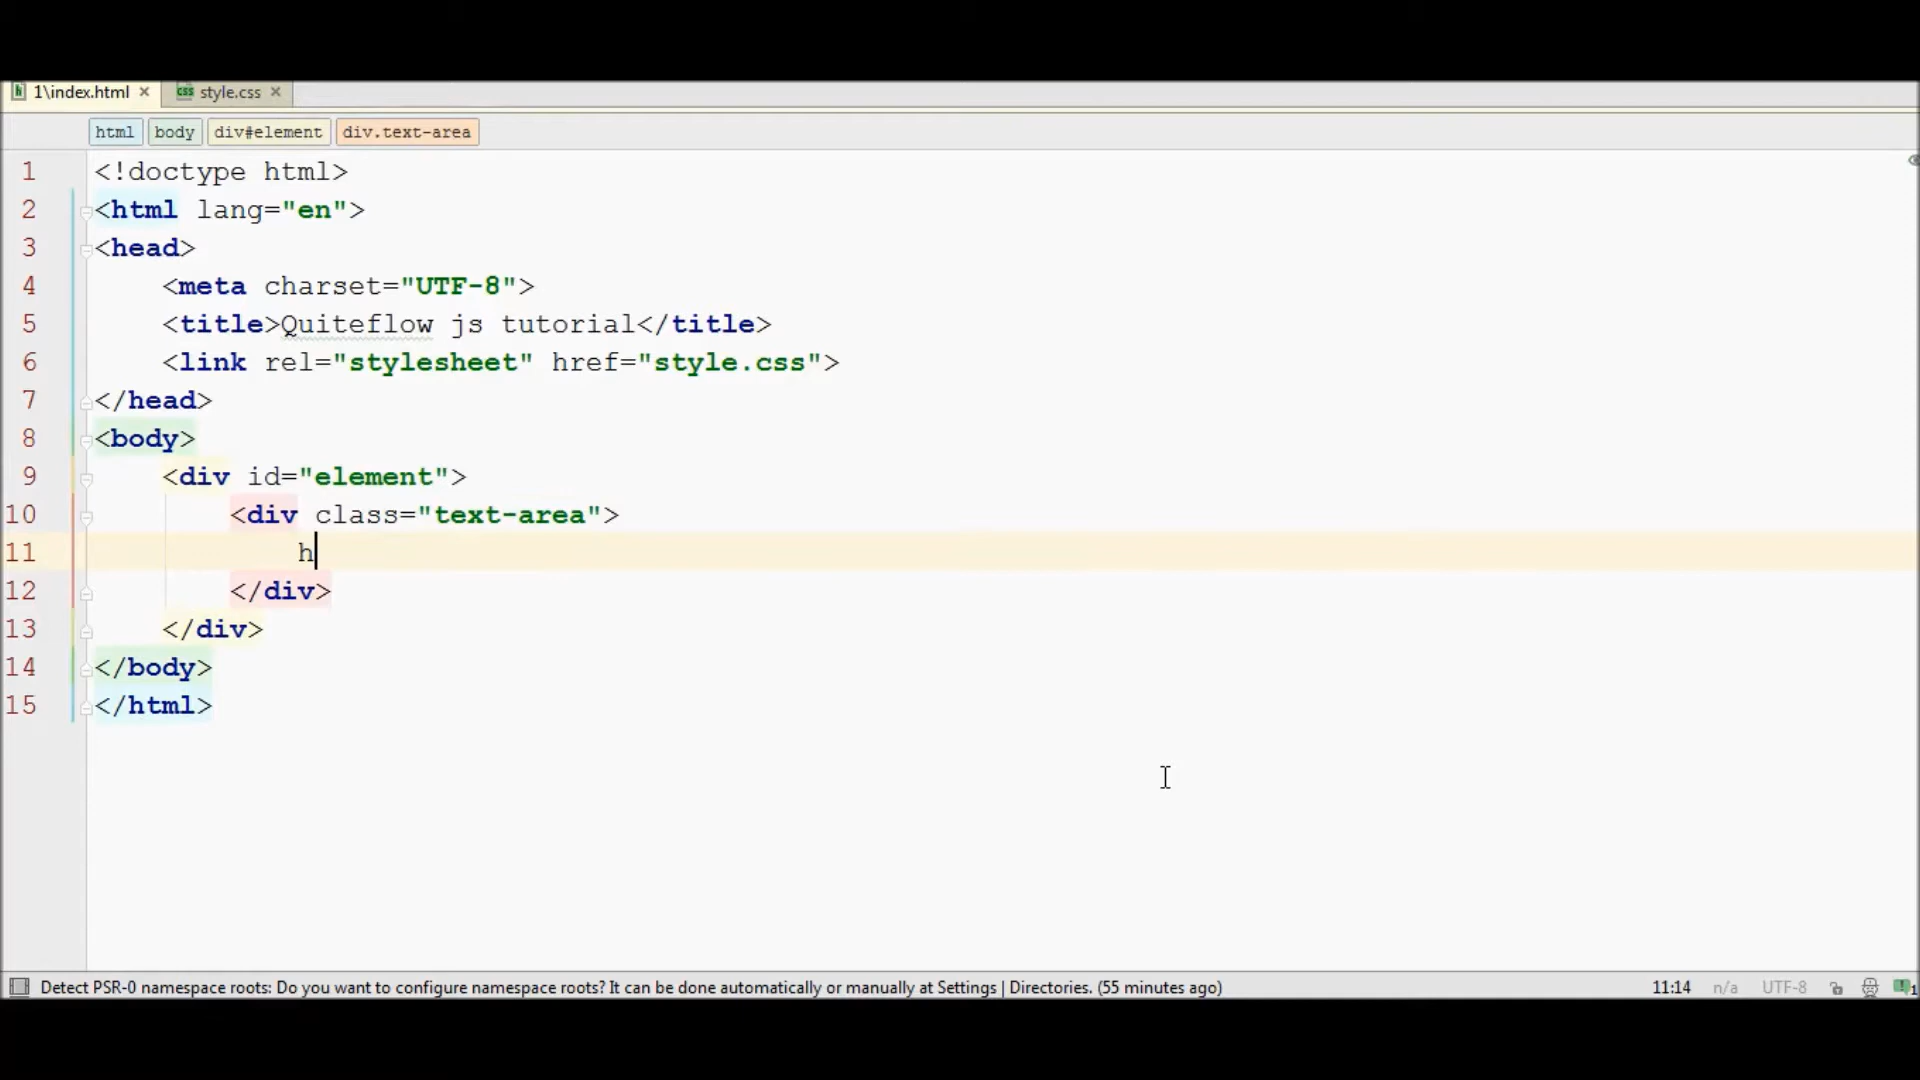 1\index.html × style.css ×
html body div#element div.text-area
1 <!doctype html>
2 <html lang="en">
3 <head>
4 <meta charset="UTF-8">
5 <title>Quiteflow js tutorial</title>
6 <link rel="stylesheet" href="style.css">
7 </head>
8 <body>
9 <div id="element">
10 <div class="text-area">
11 h
12 </div>
13 </div>
14 </body>
15 </html>
Detect PSR-0 namespace roots: Do you want to configure namespace roots? It can be done automatically or manually at Settings | Directories. (55 minutes ago) 11:14 n/a UTF-8 1